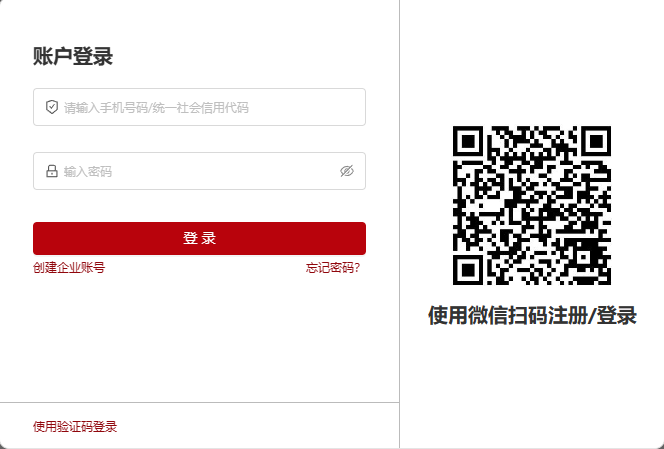 账户登录
请输入手机号码/统一社会信用代码
输入密码
登 录
创建企业账号
忘记密码?
使用验证码登录
使用微信扫码注册/登录